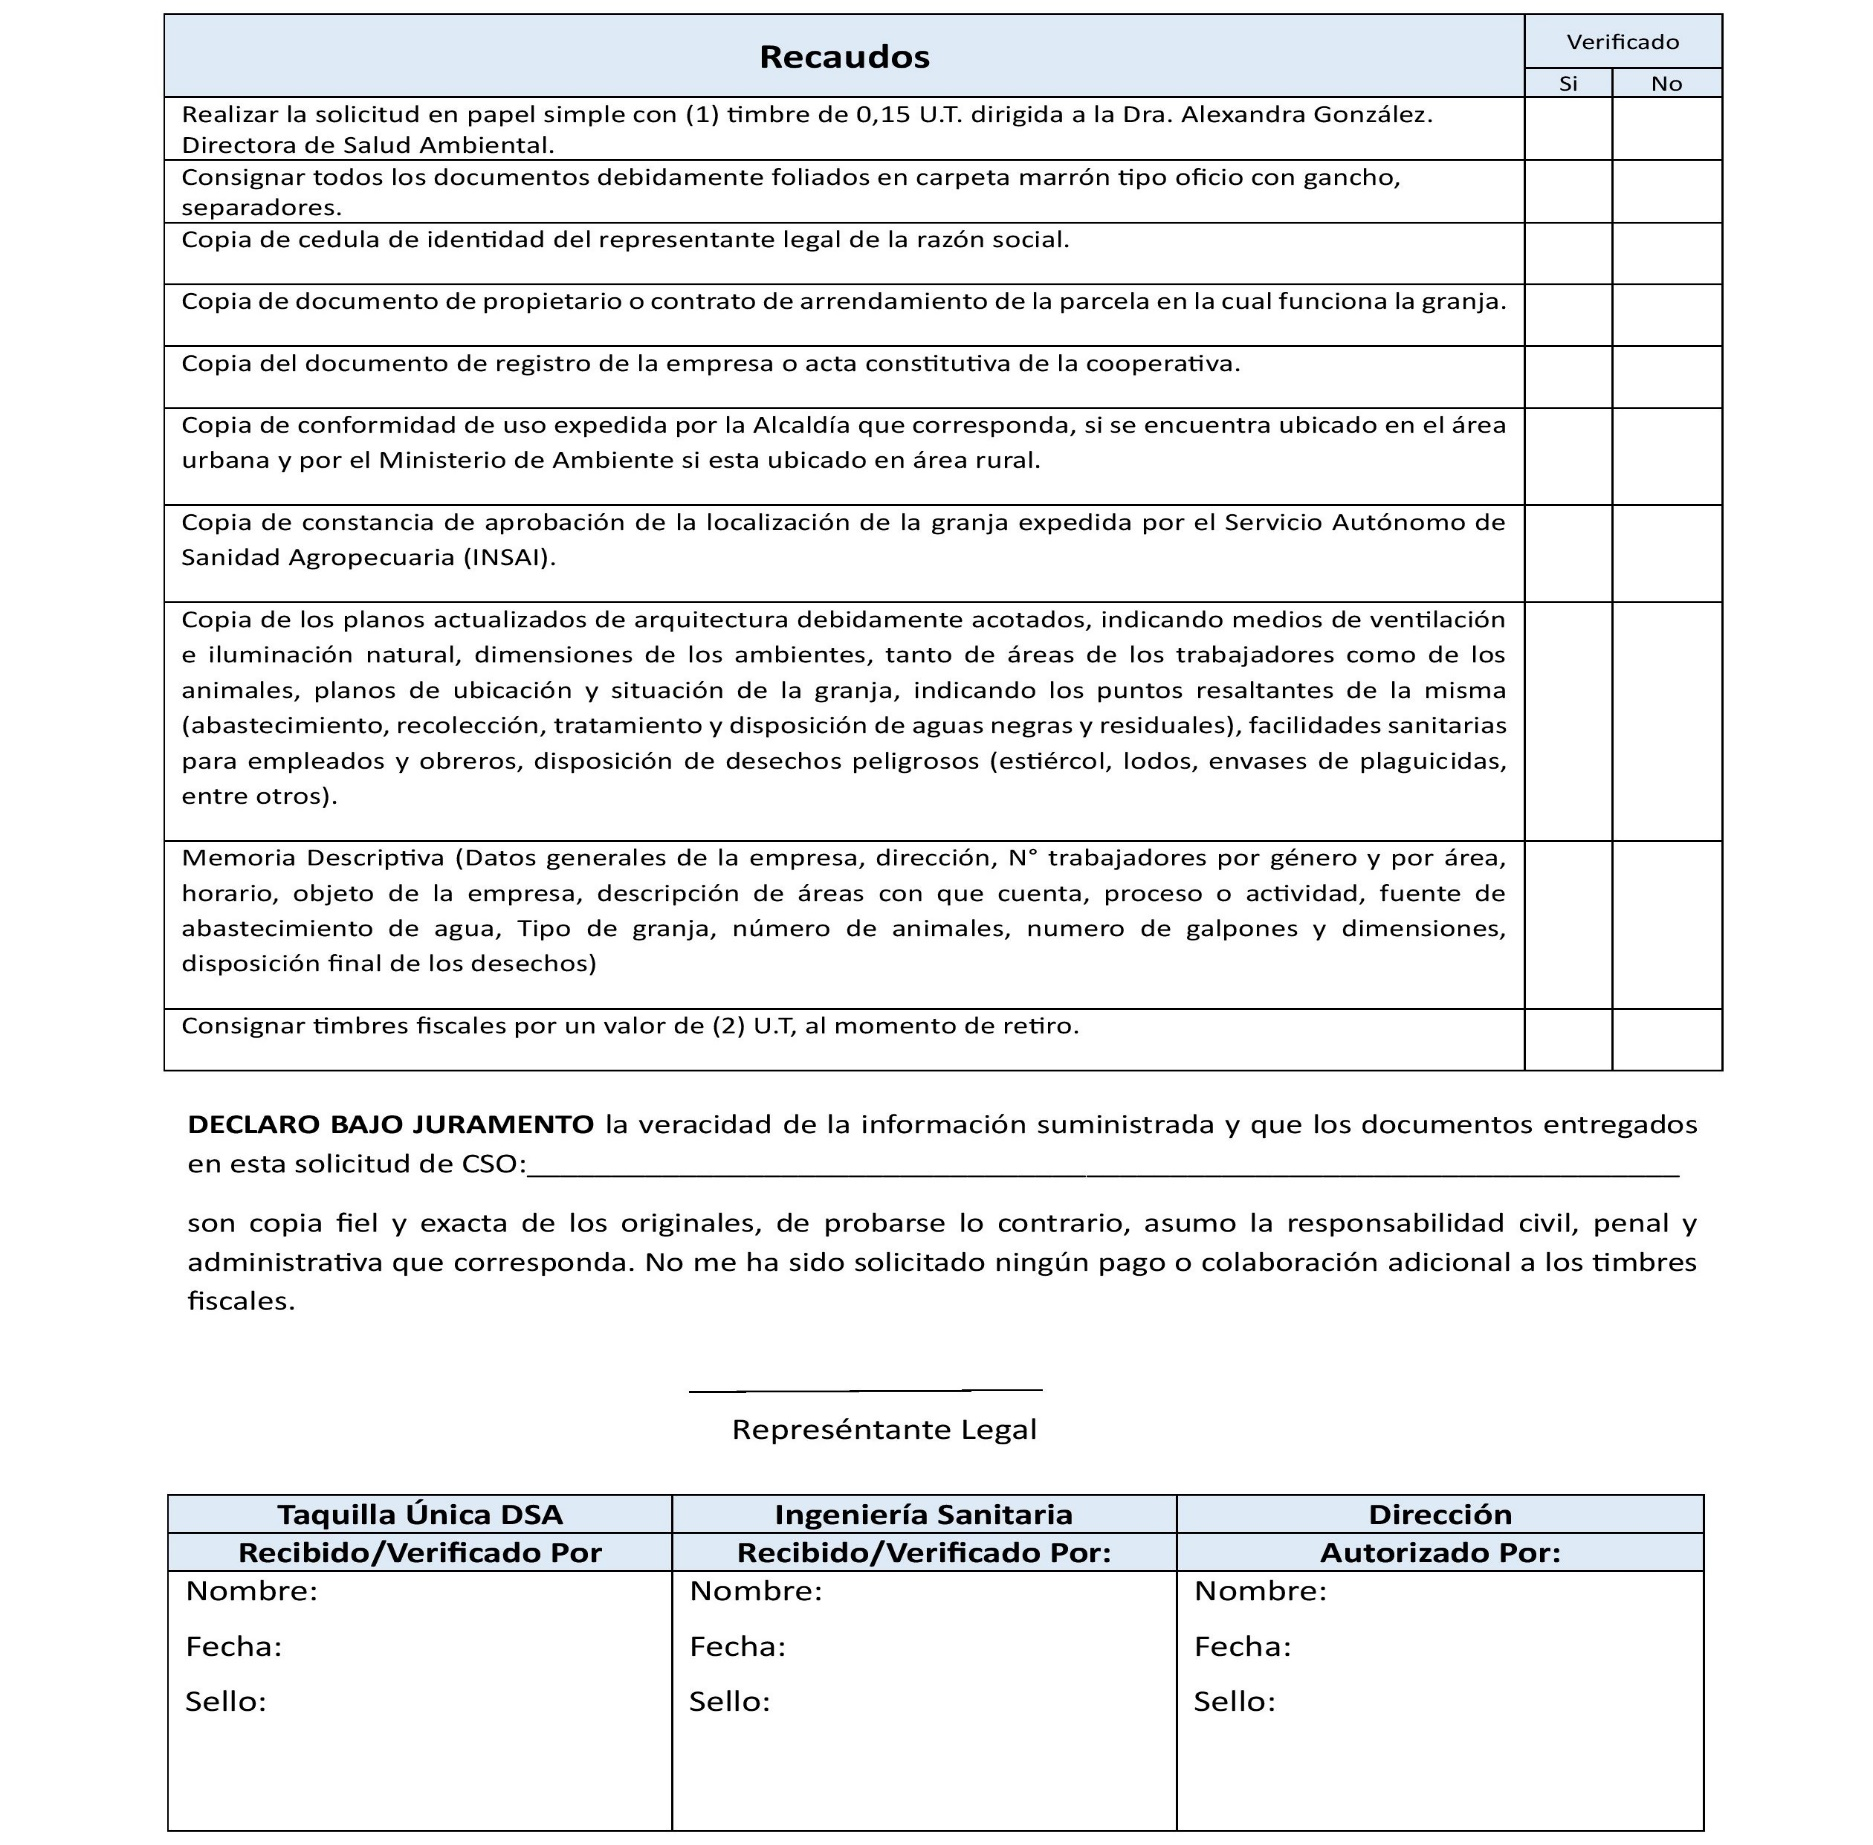 Recaudos
Verificado
Si No
Realizar la solicitud en papel simple con (1) timbre de 0,15 U.T. dirigida a la Dra. Alexandra González.
Directora de Salud Ambiental.
Consignar todos los documentos debidamente foliados en carpeta marrón tipo oficio con gancho,
separadores.
Copia de cedula de identidad del representante legal de la razón social.
Copia de documento de propietario o contrato de arrendamiento de la parcela en la cual funciona la granja.
Copia del documento de registro de la empresa o acta constitutiva de la cooperativa.
Copia de conformidad de uso expedida por la Alcaldía que corresponda, si se encuentra ubicado en el área
urbana y por el Ministerio de Ambiente si esta ubicado en área rural.
Copia de constancia de aprobación de la localización de la granja expedida por el Servicio Autónomo de
Sanidad Agropecuaria (INSAI).
Copia de los planos actualizados de arquitectura debidamente acotados, indicando medios de ventilación
e iluminación natural, dimensiones de los ambientes, tanto de áreas de los trabajadores como de los
animales, planos de ubicación y situación de la granja, indicando los puntos resaltantes de la misma
(abastecimiento, recolección, tratamiento y disposición de aguas negras y residuales), facilidades sanitarias
para empleados y obreros, disposición de desechos peligrosos (estiércol, lodos, envases de plaguicidas,
entre otros).
Memoria Descriptiva (Datos generales de la empresa, dirección, N° trabajadores por género y por área,
horario, objeto de la empresa, descripción de áreas con que cuenta, proceso o actividad, fuente de
abastecimiento de agua, Tipo de granja, número de animales, numero de galpones y dimensiones,
disposición final de los desechos)
Consignar timbres fiscales por un valor de (2) U.T, al momento de retiro.
DECLARO BAJO JURAMENTO la veracidad de la información suministrada y que los documentos entregados
en esta solicitud de CSO:
son copia fiel y exacta de los originales, de probarse lo contrario, asumo la responsabilidad civil, penal y
administrativa que corresponda. No me ha sido solicitado ningún pago o colaboración adicional a los timbres
fiscales.
Represéntante Legal
Taquilla Única DSA Ingeniería Sanitaria Dirección
Recibido/Verificado Por Recibido/Verificado Por: Autorizado Por:
Nombre: Nombre: Nombre:
Fecha: Fecha: Fecha:
Sello: Sello: Sello: